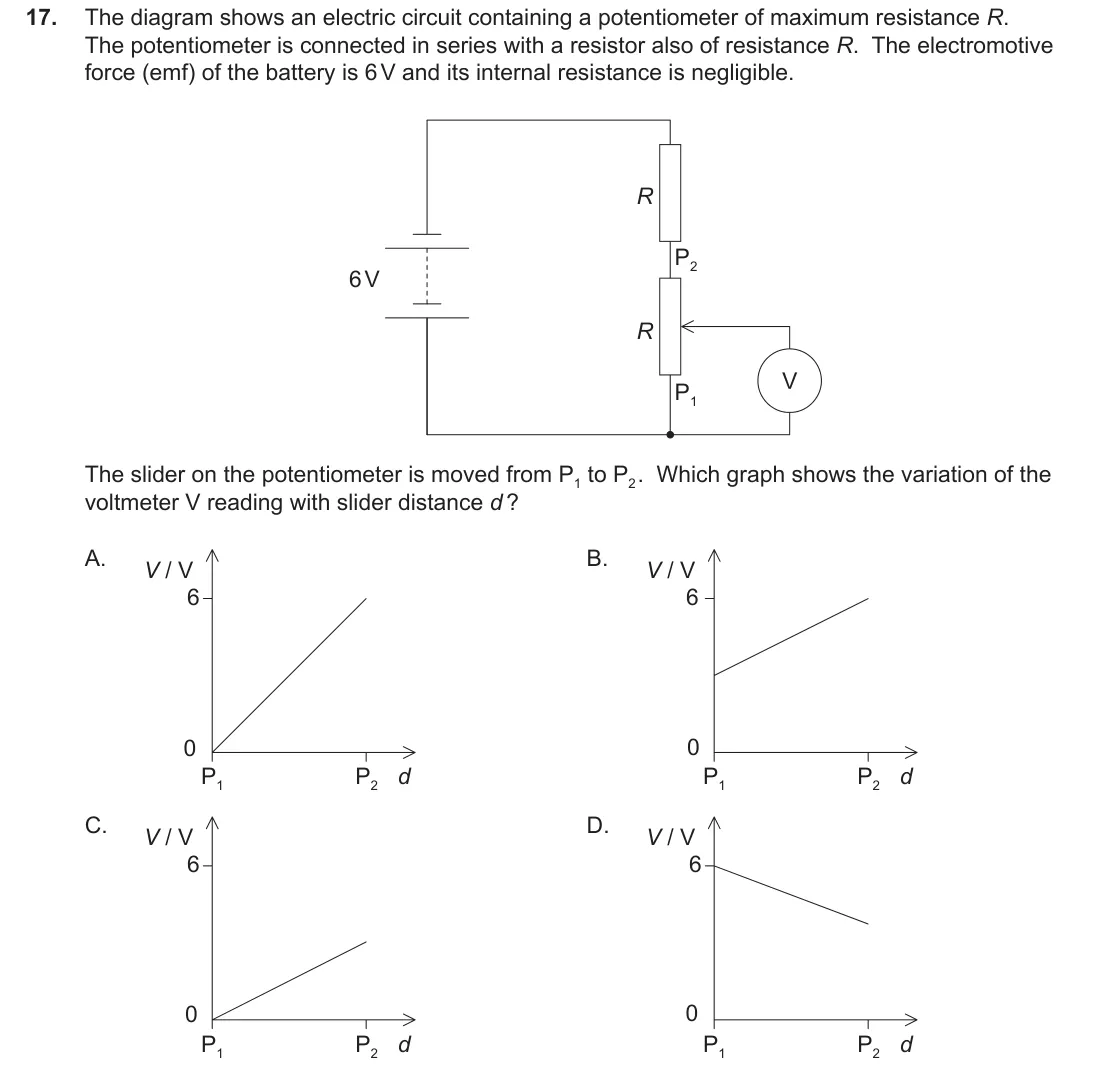 17. The diagram shows an electric circuit containing a potentiometer of maximum resistance R.
The potentiometer is connected in series with a resistor also of resistance R. The electromotive
force (emf) of the battery is 6 V and its internal resistance is negligible.
R
P₂
6 V
R
V
P₁
The slider on the potentiometer is moved from P₁ to P₂. Which graph shows the variation of the
voltmeter V reading with slider distance d?
A. V / V
6
0
P₁ P₂ d
B. V / V
6
0
P₁ P₂ d
C. V / V
6
0
P₁ P₂ d
D. V / V
6
0
P₁ P₂ d